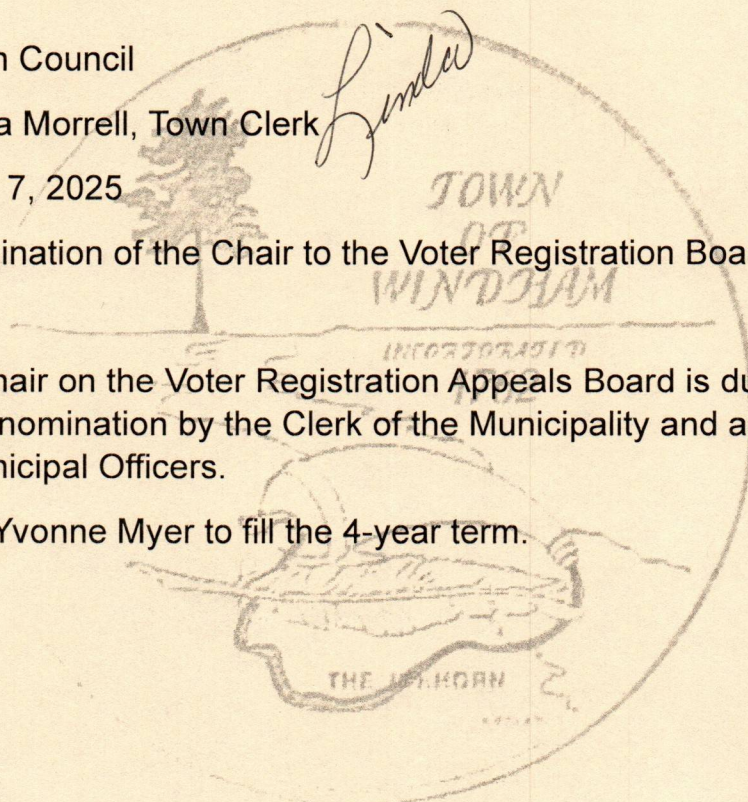 n Council
a Morrell, Town Clerk
Linda
7, 2025
TOWN
OF
WINDHAM
ination of the Chair to the Voter Registration Boa
INCORPORATED
1762
hair on the Voter Registration Appeals Board is du
nomination by the Clerk of the Municipality and a
nicipal Officers.
Yvonne Myer to fill the 4-year term.
THE